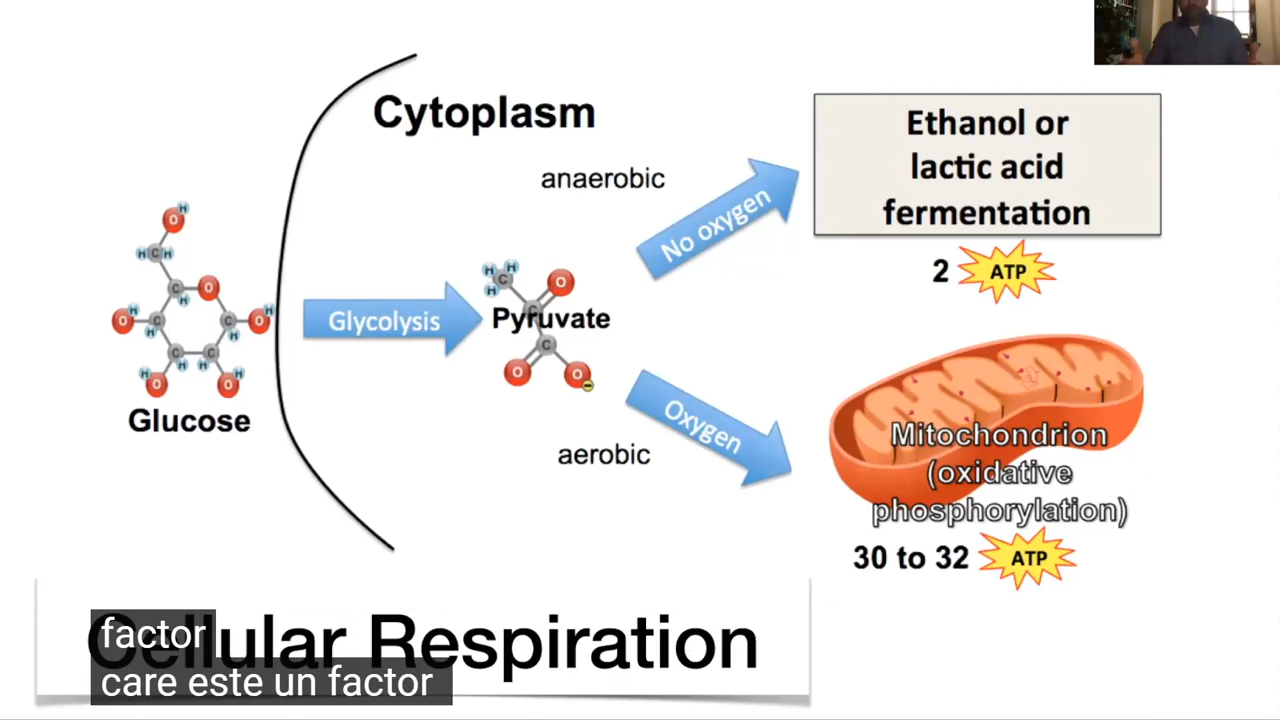 Cytoplasm
anaerobic
No oxygen
Ethanol or
lactic acid
fermentation
2 ATP
H
O
H
C
H
C
O
H
H
O
C
H
C
O
H
H
C
H
H
C
H
O
O
H
Glucose
Glycolysis
H
H
C
H
O
C
Pyruvate
C
O
O
Oxygen
aerobic
Mitochondrion
(oxidative
phosphorylation)
30 to 32 ATP
Cellular Respiration
factor
care este un factor